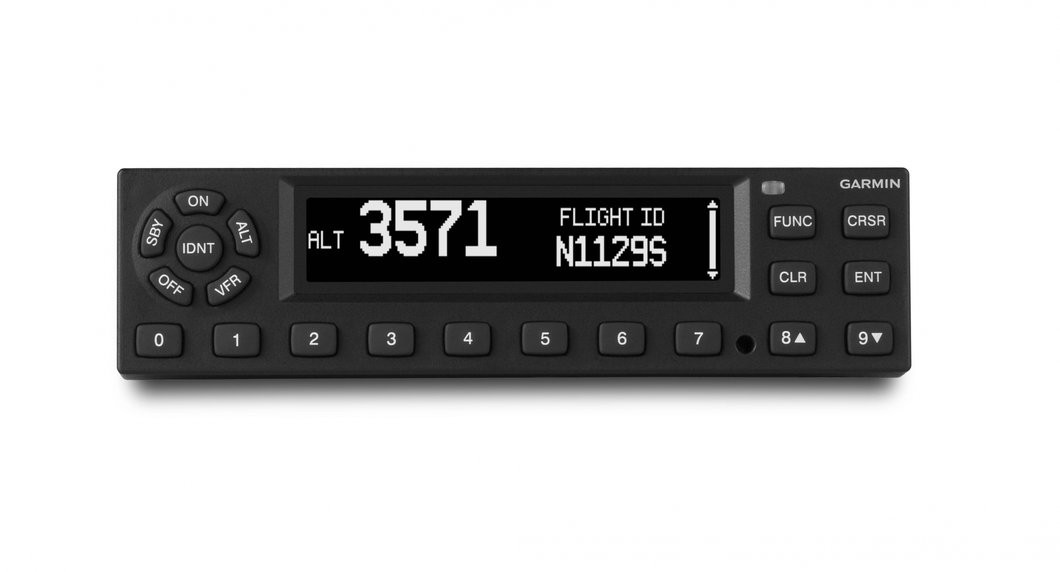 GARMIN
ON
SBY
ALT
IDNT
OFF
VFR
ALT 3571
FLIGHT ID
N1129S
FUNC
CRSR
CLR
ENT
0 1 2 3 4 5 6 7 8▲ 9▼